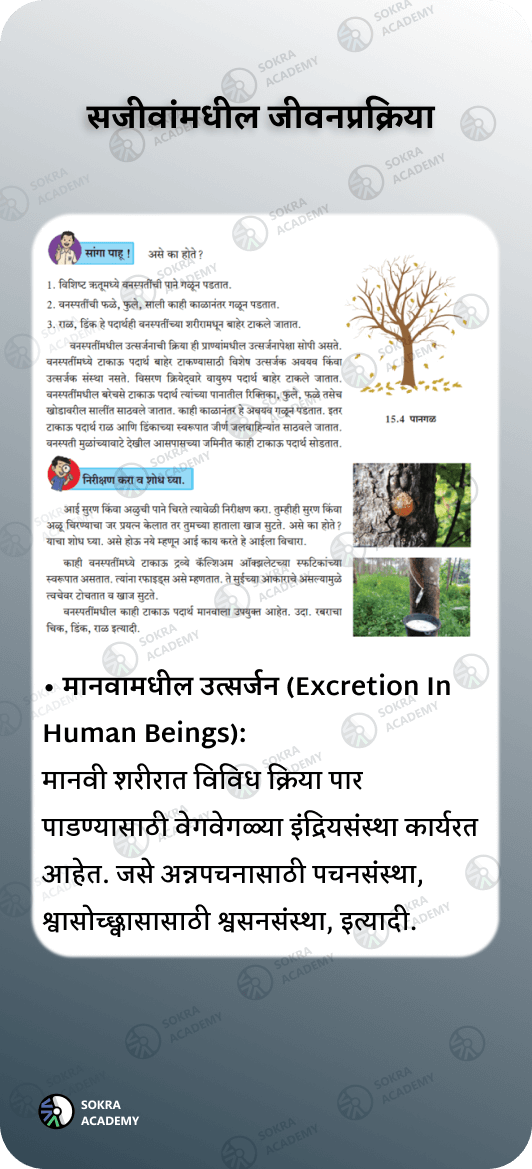 सजीवांमधील जीवनप्रक्रिया
सांगा पाहू !
असे का होते ?
1. विशिष्ट ऋतूमध्ये वनस्पतींची पाने गळून पडतात.
2. वनस्पतींची फळे, फुले, साली काही काळानंतर गळून पडतात.
3. राळ, डिंक हे पदार्थही वनस्पतींच्या शरीरामधून बाहेर टाकले जातात.
वनस्पतींमधील उत्सर्जनाची क्रिया ही प्राण्यांमधील उत्सर्जनापेक्षा सोपी असते.
वनस्पतींमध्ये टाकाऊ पदार्थ बाहेर टाकण्यासाठी विशेष उत्सर्जक अवयव किंवा
उत्सर्जक संस्था नसते. विसरण क्रियेद्वारे वायुरुप पदार्थ बाहेर टाकले जातात.
वनस्पतींमधील बरेचसे टाकाऊ पदार्थ त्यांच्या पानातील रिक्तिका, फुले, फळे तसेच
खोडावरील सालींत साठवले जातात. काही काळानंतर हे अवयव गळून पडतात. इतर
टाकाऊ पदार्थ राळ आणि डिंकाच्या स्वरूपात जीर्ण जलवाहिन्यांत साठवले जातात.
वनस्पती मुळांच्यावाटे देखील आसपासच्या जमिनीत काही टाकाऊ पदार्थ सोडतात.
15.4 पानगळ
निरीक्षण करा व शोध घ्या.
आई सुरण किंवा अळुची पाने चिरते त्यावेळी निरीक्षण करा. तुम्हीही सुरण किंवा
अळू चिरण्याचा जर प्रयत्न केलात तर तुमच्या हाताला खाज सुटते. असे का होते ?
याचा शोध घ्या. असे होऊ नये म्हणून आई काय करते हे आईला विचारा.
काही वनस्पतींमध्ये टाकाऊ द्रव्ये कॅल्शिअम ऑक्झलेटच्या स्फटिकांच्या
स्वरूपात असतात. त्यांना रफाइड्स असे म्हणतात. ते सुईच्या आकाराचे असल्यामुळे
त्वचेवर टोचतात व खाज सुटते.
वनस्पतींमधील काही टाकाऊ पदार्थ मानवाला उपयुक्त आहेत. उदा. रबराचा
चिक, डिंक, राळ इत्यादी.
• मानवामधील उत्सर्जन (Excretion In
Human Beings):
मानवी शरीरात विविध क्रिया पार
पाडण्यासाठी वेगवेगळ्या इंद्रियसंस्था कार्यरत
आहेत. जसे अन्नपचनासाठी पचनसंस्था,
श्वासोच्छ्वासासाठी श्वसनसंस्था, इत्यादी.
SOKRA
ACADEMY